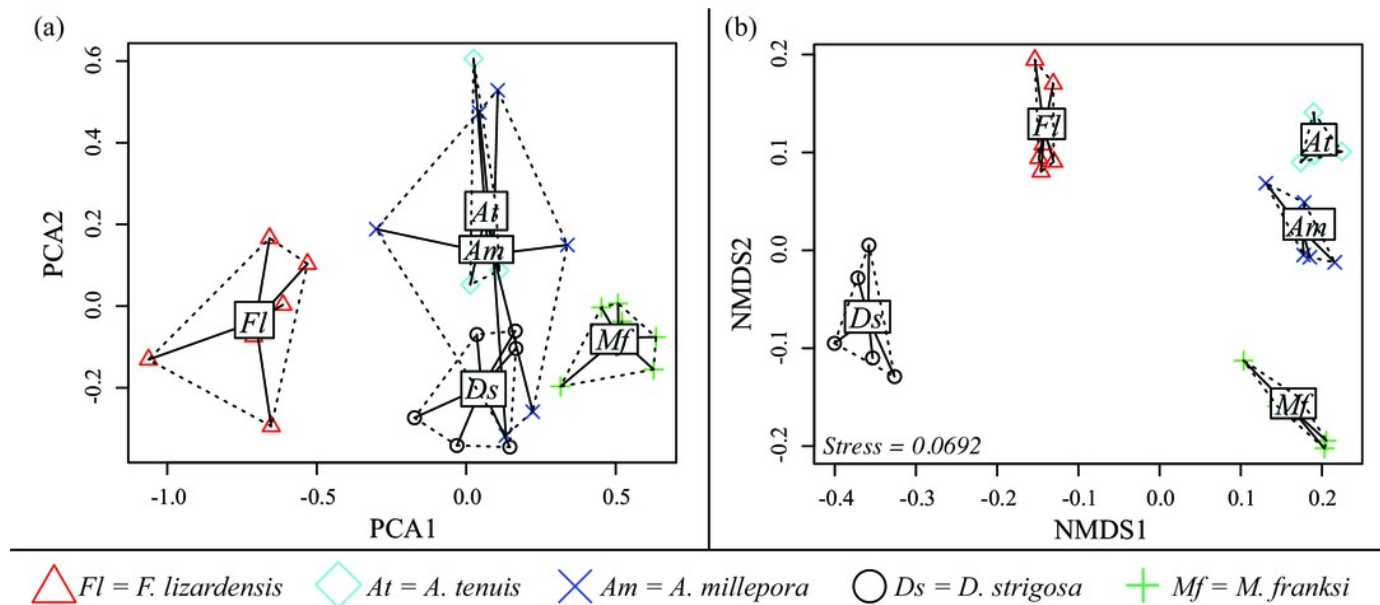 (a)
PCA2
0.6
0.4
0.2
0.0
-0.2
At
Am
Fl
Mf
Ds
-1.0 -0.5 0.0 0.5
PCA1
(b)
NMDS2
0.2
0.1
0.0
-0.1
-0.2
Fl
At
Am
Ds
Mf
Stress = 0.0692
-0.4 -0.3 -0.2 -0.1 0.0 0.1 0.2
NMDS1
Fl = F. lizardensis At = A. tenuis Am = A. millepora Ds = D. strigosa Mf = M. franksi